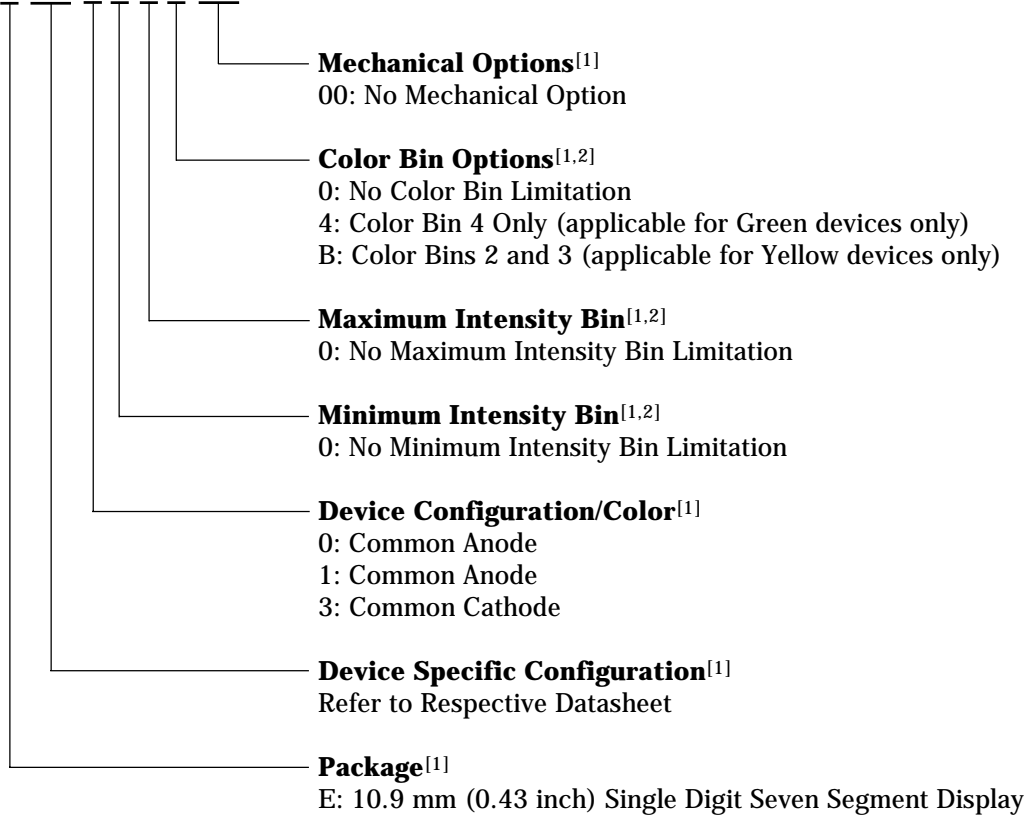 Mechanical Options[1]
00: No Mechanical Option
Color Bin Options[1,2]
0: No Color Bin Limitation
4: Color Bin 4 Only (applicable for Green devices only)
B: Color Bins 2 and 3 (applicable for Yellow devices only)
Maximum Intensity Bin[1,2]
0: No Maximum Intensity Bin Limitation
Minimum Intensity Bin[1,2]
0: No Minimum Intensity Bin Limitation
Device Configuration/Color[1]
0: Common Anode
1: Common Anode
3: Common Cathode
Device Specific Configuration[1]
Refer to Respective Datasheet
Package[1]
E: 10.9 mm (0.43 inch) Single Digit Seven Segment Display